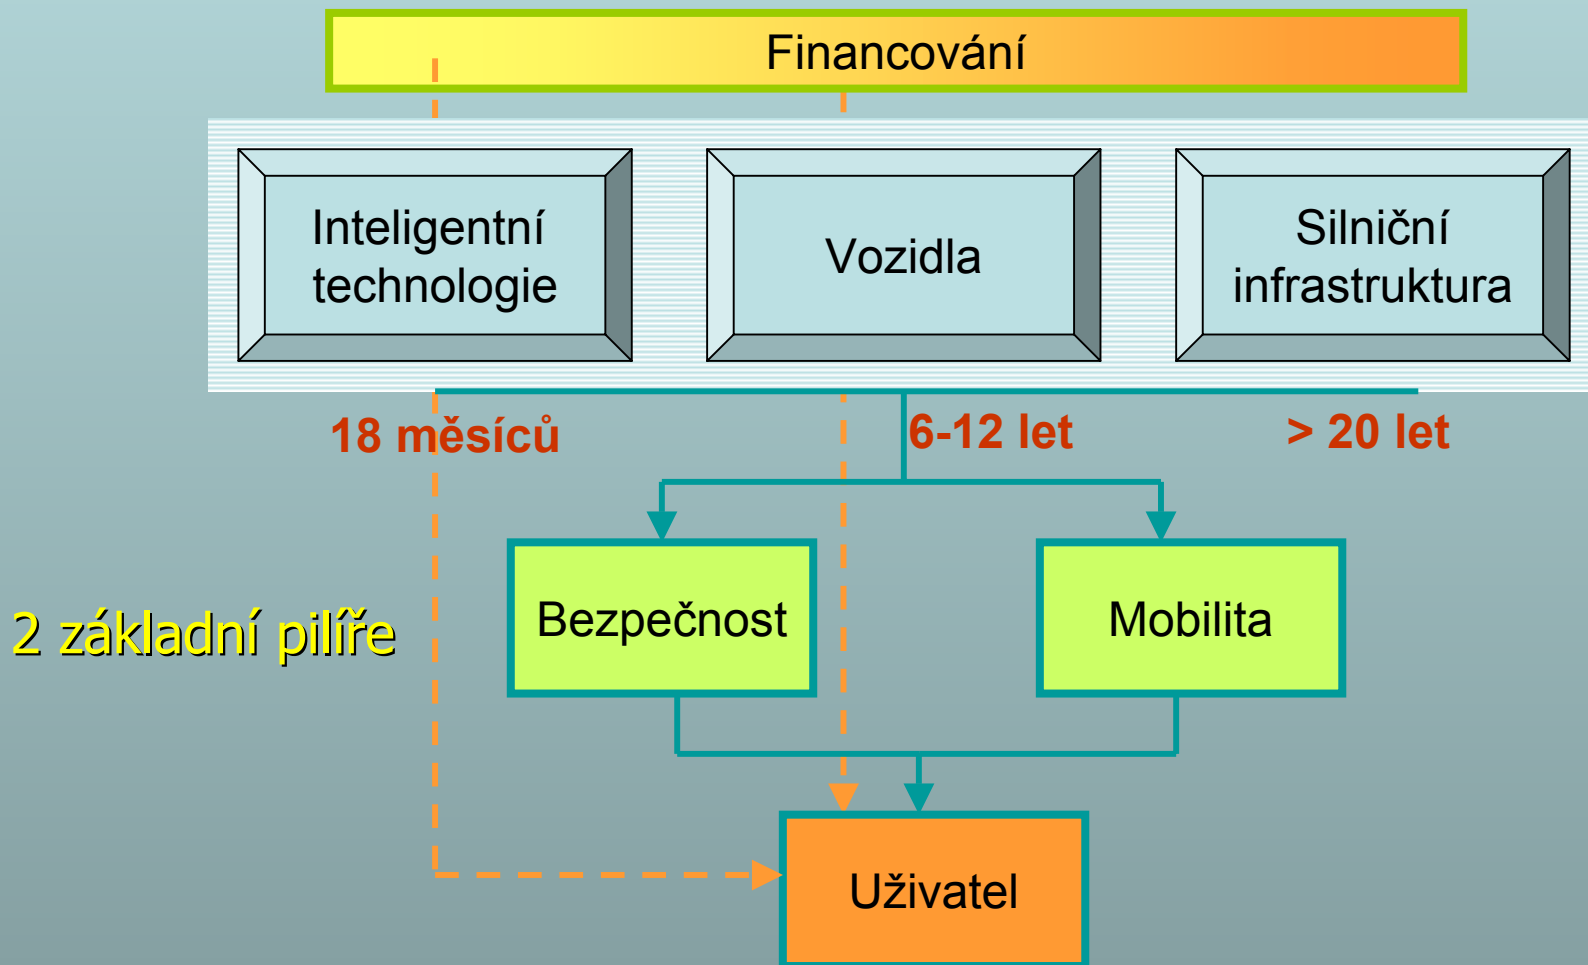 Financování
Inteligentní
technologie
Vozidla
Silniční
infrastruktura
18 měsíců
6-12 let
> 20 let
2 základní pilíře
Bezpečnost
Mobilita
Uživatel